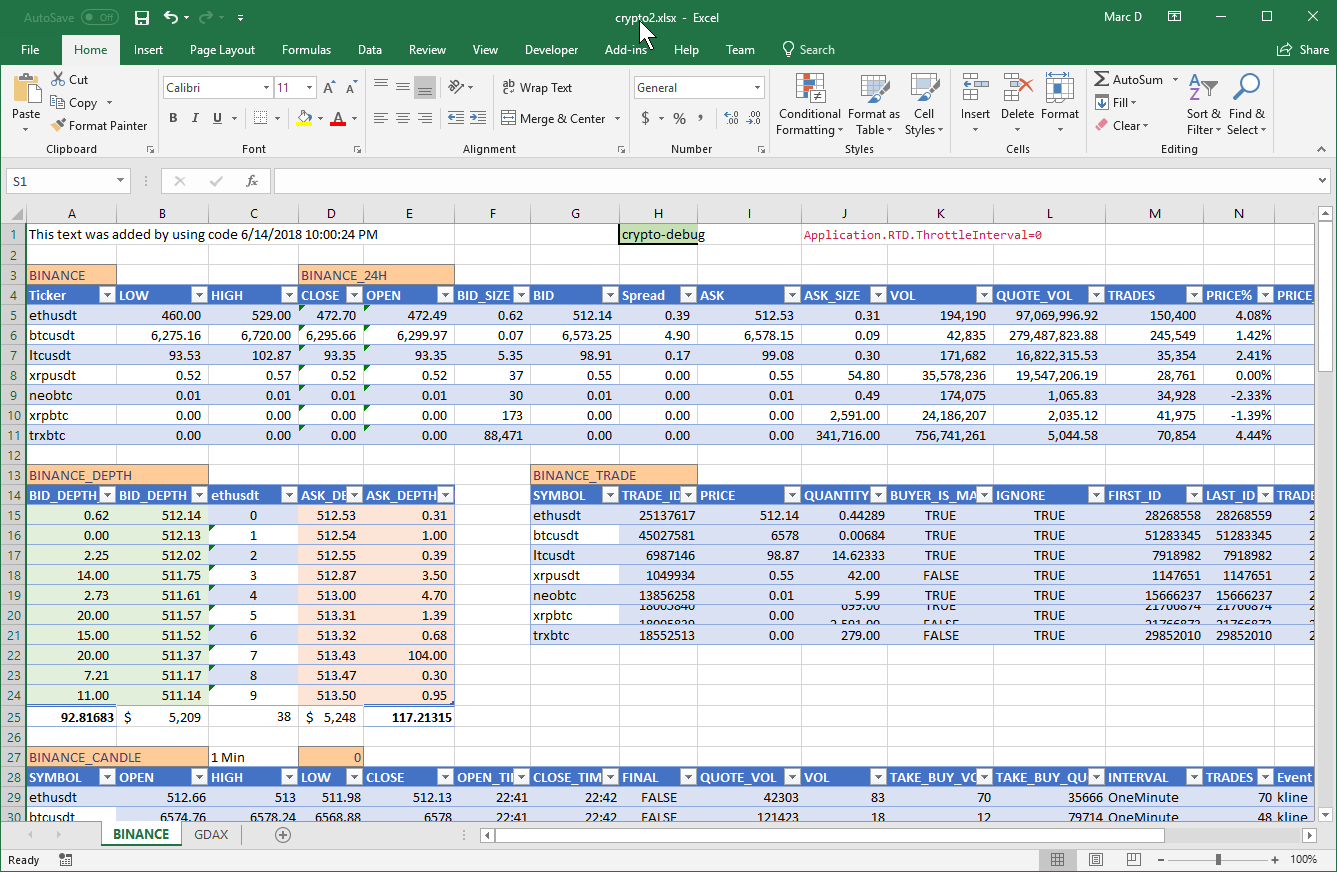 AutoSave Off crypto2.xlsx - Excel Marc D
File Home Insert Page Layout Formulas Data Review View Developer Add-ins Help Team Search Share
Paste Cut Copy Format Painter
Calibri 11
B I U
Wrap Text
Merge & Center
General
$ % ,
Conditional Formatting Format as Table Cell Styles
Insert Delete Format
AutoSum Fill Clear Sort & Filter Find & Select
Clipboard Font Alignment Number Styles Cells Editing
S1 fx
A B C D E F G H I J K L M N
1 This text was added by using code 6/14/2018 10:00:24 PM crypto-debug Application.RTD.ThrottleInterval=0
2
3 BINANCE BINANCE_24H
4 Ticker LOW HIGH CLOSE OPEN BID_SIZE BID Spread ASK ASK_SIZE VOL QUOTE_VOL TRADES PRICE% PRICE_
5 ethusdt 460.00 529.00 472.70 472.49 0.62 512.14 0.39 512.53 0.31 194,190 97,069,996.92 150,400 4.08%
6 btcusdt 6,275.16 6,720.00 6,295.66 6,299.97 0.07 6,573.25 4.90 6,578.15 0.09 42,835 279,487,823.88 245,549 1.42%
7 ltcusdt 93.53 102.87 93.35 93.35 5.35 98.91 0.17 99.08 0.30 171,682 16,822,315.53 35,354 2.41%
8 xrpusdt 0.52 0.57 0.52 0.52 37 0.55 0.00 0.55 54.80 35,578,236 19,547,206.19 28,761 0.00%
9 neobtc 0.01 0.01 0.01 0.01 30 0.01 0.00 0.01 0.49 174,075 1,065.83 34,928 -2.33%
10 xrpbtc 0.00 0.00 0.00 0.00 173 0.00 0.00 0.00 2,591.00 24,186,207 2,035.12 41,975 -1.39%
11 trxbtc 0.00 0.00 0.00 0.00 88,471 0.00 0.00 0.00 341,716.00 756,741,261 5,044.58 70,854 4.44%
12
13 BINANCE_DEPTH BINANCE_TRADE
14 BID_DEPTH BID_DEPTH ethusdt ASK_DE ASK_DEPTH SYMBOL TRADE_ID PRICE QUANTITY BUYER_IS_MA IGNORE FIRST_ID LAST_ID TRADE
15 0.62 512.14 0 512.53 0.31 ethusdt 25137617 512.14 0.44289 TRUE TRUE 28268558 28268559 2
16 0.00 512.13 1 512.54 1.00 btcusdt 45027581 6578 0.00684 TRUE TRUE 51283345 51283345 2
17 2.25 512.02 2 512.55 0.39 ltcusdt 6987146 98.87 14.62333 TRUE TRUE 7918982 7918982 2
18 14.00 511.75 3 512.87 3.50 xrpusdt 1049934 0.55 42.00 FALSE TRUE 1147651 1147651 2
19 2.73 511.61 4 513.00 4.70 neobtc 13856258 0.01 5.99 TRUE TRUE 15666237 15666237 2
20 20.00 511.57 5 513.31 1.39 xrpbtc 0.00 TRUE
21 15.00 511.52 6 513.32 0.68 trxbtc 18552513 0.00 279.00 FALSE TRUE 29852010 29852010 2
22 20.00 511.37 7 513.43 104.00
23 7.21 511.17 8 513.47 0.30
24 11.00 511.14 9 513.50 0.95
25 92.81683 $ 5,209 38 $ 5,248 117.21315
26
27 BINANCE_CANDLE 1 Min 0
28 SYMBOL OPEN HIGH LOW CLOSE OPEN_TI CLOSE_TIM FINAL QUOTE_VOL VOL TAKE_BUY_VO TAKE_BUY_QU INTERVAL TRADES Event
29 ethusdt 512.66 513 511.98 512.13 22:41 22:42 FALSE 42303 83 70 35666 OneMinute 70 kline
30 btcusdt 6574.76 6578.24 6568.88 6578 22:41 22:42 FALSE 121423 18 12 79714 OneMinute 48 kline
BINANCE GDAX
Ready 100%